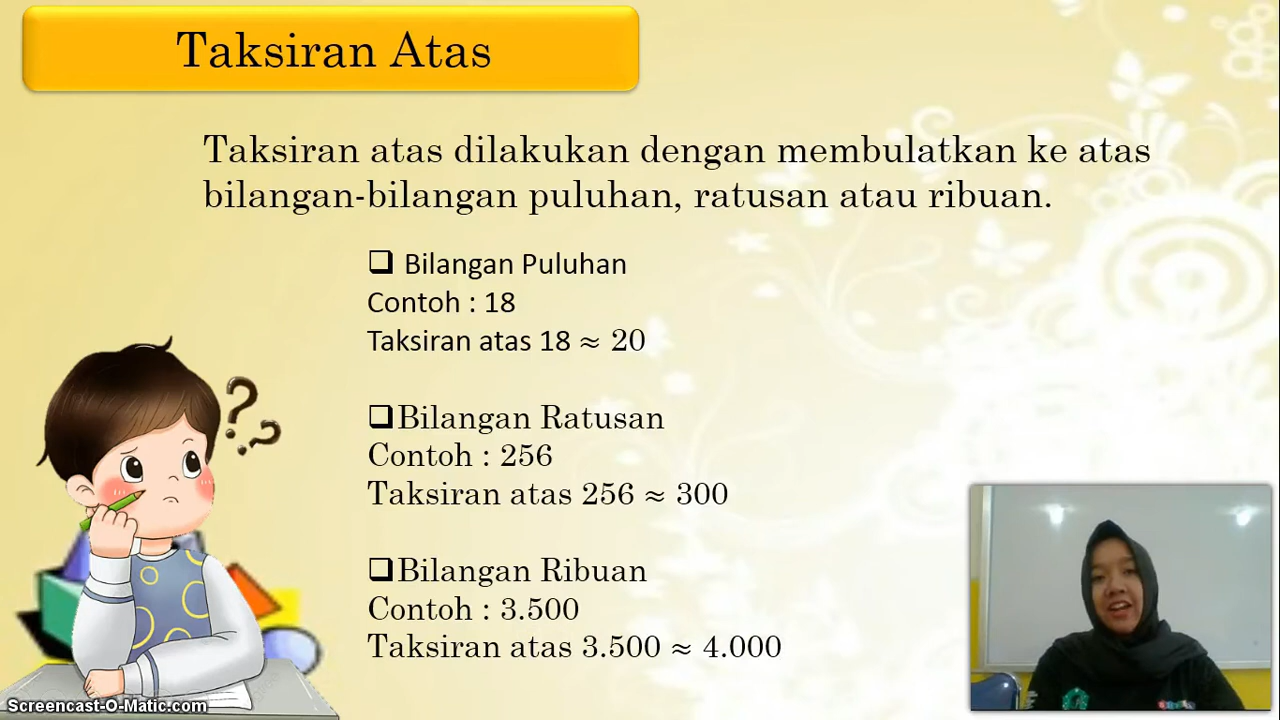 Taksiran Atas
Taksiran atas dilakukan dengan membulatkan ke atas
bilangan-bilangan puluhan, ratusan atau ribuan.
❑ Bilangan Puluhan
Contoh : 18
Taksiran atas 18 ≈ 20
❑Bilangan Ratusan
Contoh : 256
Taksiran atas 256 ≈ 300
❑Bilangan Ribuan
Contoh : 3.500
Taksiran atas 3.500 ≈ 4.000
? ?
Screencast-O-Matic.com